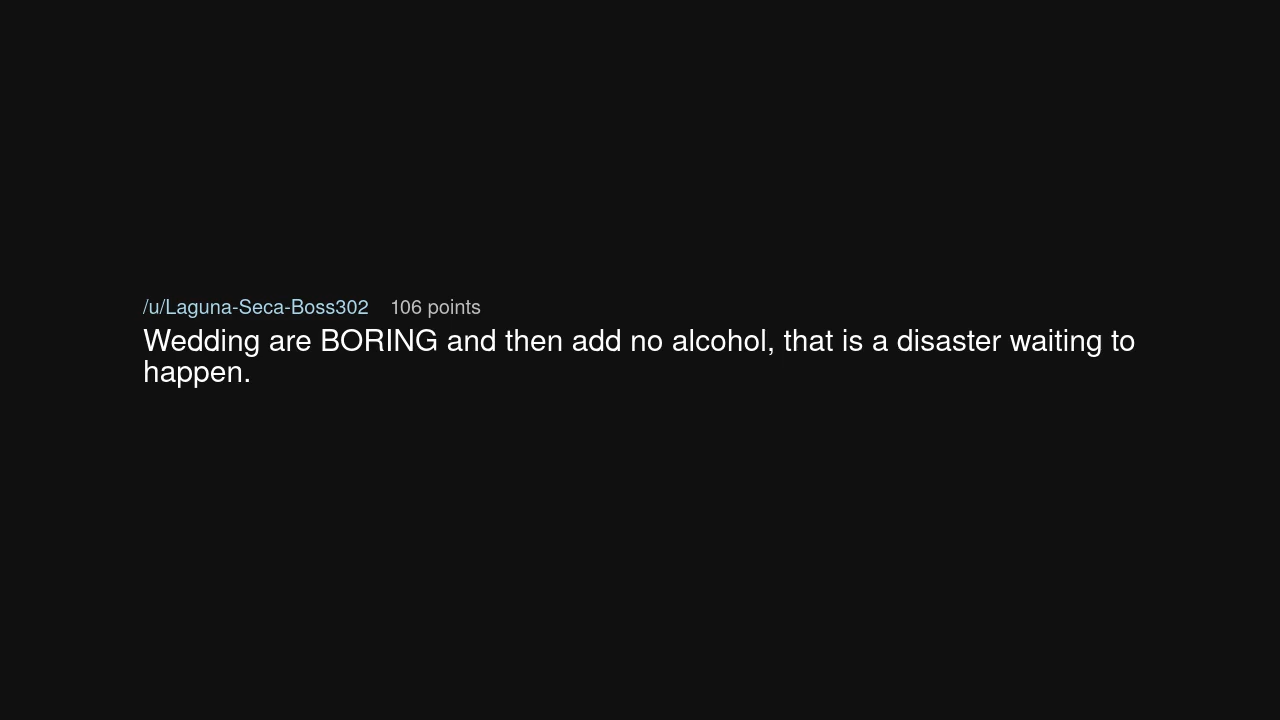 /u/Laguna-Seca-Boss302 106 points
Wedding are BORING and then add no alcohol, that is a disaster waiting to
happen.